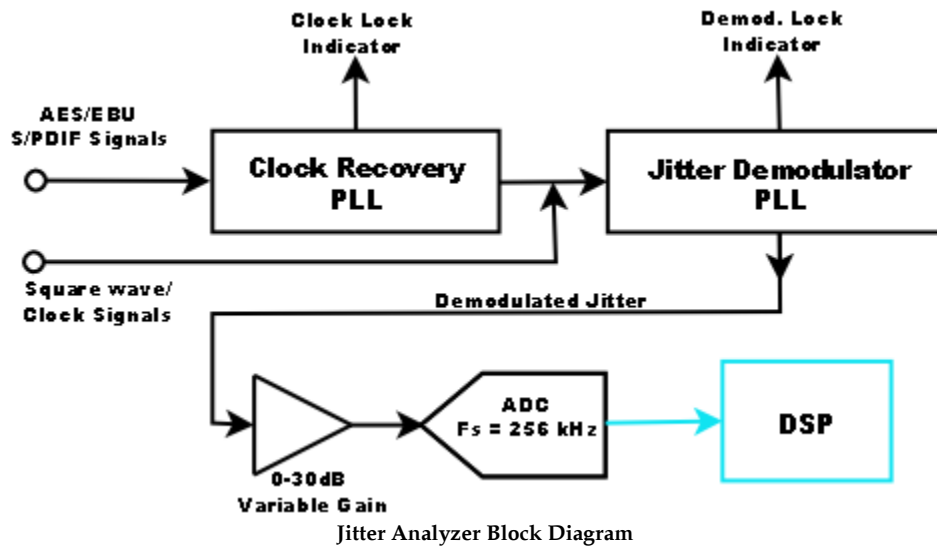 Clock Lock
Indicator
Demod. Lock
Indicator
AES/EBU
S/PDIF Signals
Clock Recovery
PLL
Jitter Demodulator
PLL
Square wave/
Clock Signals
Demodulated Jitter
ADC
Fs = 256 kHz
DSP
0-30dB
Variable Gain
Jitter Analyzer Block Diagram